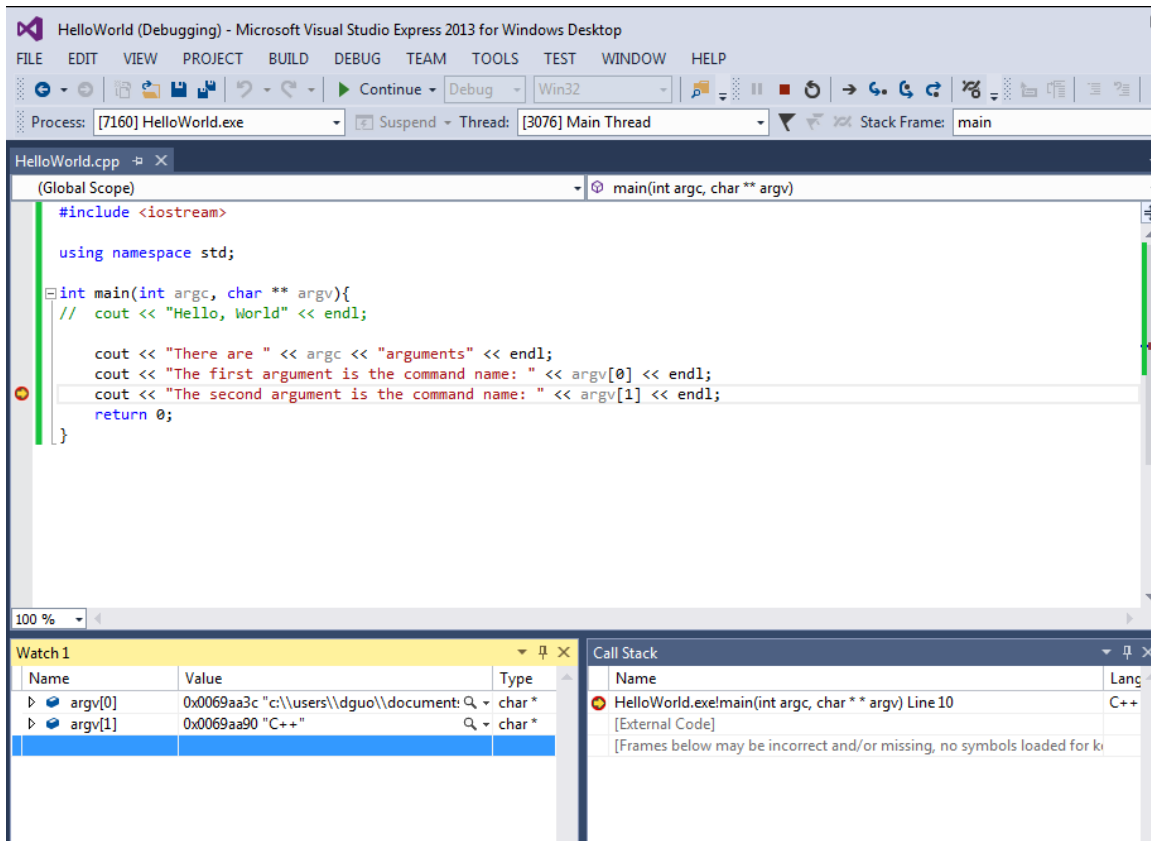 HelloWorld (Debugging) - Microsoft Visual Studio Express 2013 for Windows Desktop
FILE EDIT VIEW PROJECT BUILD DEBUG TEAM TOOLS TEST WINDOW HELP
Continue Debug Win32
Process: [7160] HelloWorld.exe Suspend Thread: [3076] Main Thread Stack Frame: main
HelloWorld.cpp
(Global Scope) main(int argc, char ** argv)
#include <iostream>
using namespace std;
int main(int argc, char ** argv){
// cout << "Hello, World" << endl;
cout << "There are " << argc << "arguments" << endl;
cout << "The first argument is the command name: " << argv[0] << endl;
cout << "The second argument is the command name: " << argv[1] << endl;
return 0;
}
100 %
Watch 1 Call Stack
Name Value Type Name Lang
argv[0] 0x0069aa3c "c:\\users\\dguo\\document: char * HelloWorld.exe!main(int argc, char * * argv) Line 10 C++
argv[1] 0x0069aa90 "C++" char * [External Code]
[Frames below may be incorrect and/or missing, no symbols loaded for